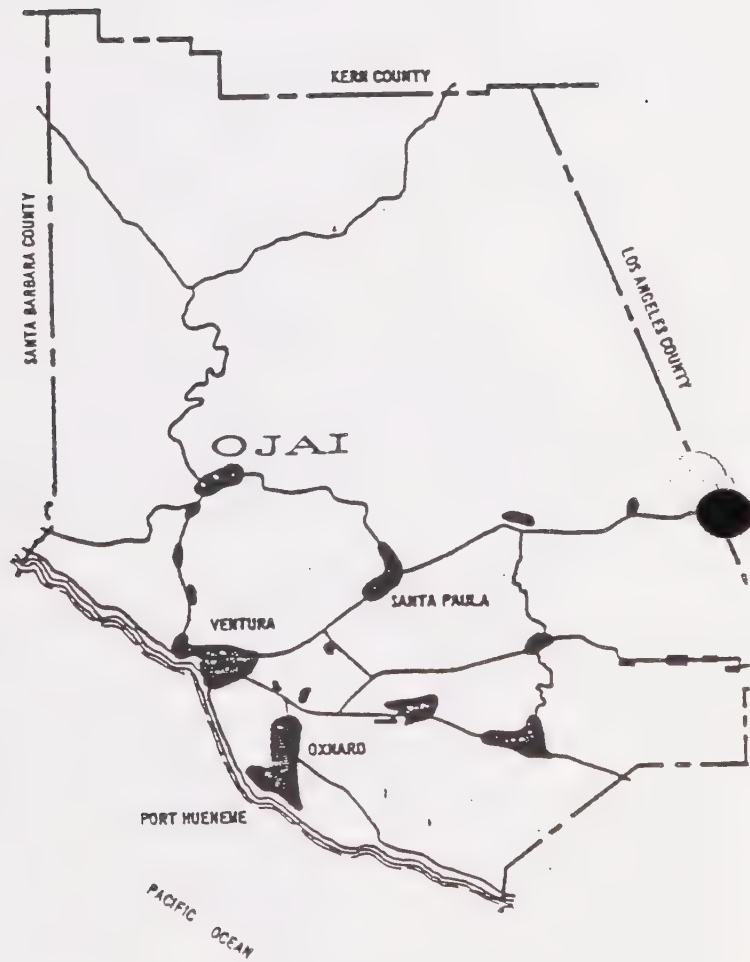 KERN COUNTY
SANTA BARBARA COUNTY
LOS ANGELES COUNTY
OJAI
SANTA PAULA
VENTURA
OXNARD
PORT HUENEME
PACIFIC OCEAN